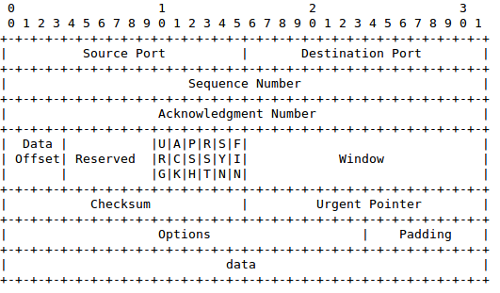 0                   1                   2                   3
 0 1 2 3 4 5 6 7 8 9 0 1 2 3 4 5 6 7 8 9 0 1 2 3 4 5 6 7 8 9 0 1
+-+-+-+-+-+-+-+-+-+-+-+-+-+-+-+-+-+-+-+-+-+-+-+-+-+-+-+-+-+-+-+-+
|          Source Port          |       Destination Port        |
+-+-+-+-+-+-+-+-+-+-+-+-+-+-+-+-+-+-+-+-+-+-+-+-+-+-+-+-+-+-+-+-+
|                        Sequence Number                        |
+-+-+-+-+-+-+-+-+-+-+-+-+-+-+-+-+-+-+-+-+-+-+-+-+-+-+-+-+-+-+-+-+
|                    Acknowledgment Number                      |
+-+-+-+-+-+-+-+-+-+-+-+-+-+-+-+-+-+-+-+-+-+-+-+-+-+-+-+-+-+-+-+-+
|  Data |           |U|A|P|R|S|F|                               |
| Offset| Reserved  |R|C|S|S|Y|I|            Window             |
|       |           |G|K|H|T|N|N|                               |
+-+-+-+-+-+-+-+-+-+-+-+-+-+-+-+-+-+-+-+-+-+-+-+-+-+-+-+-+-+-+-+-+
|           Checksum            |         Urgent Pointer        |
+-+-+-+-+-+-+-+-+-+-+-+-+-+-+-+-+-+-+-+-+-+-+-+-+-+-+-+-+-+-+-+-+
|                    Options                    |    Padding    |
+-+-+-+-+-+-+-+-+-+-+-+-+-+-+-+-+-+-+-+-+-+-+-+-+-+-+-+-+-+-+-+-+
|                             data                              |
+-+-+-+-+-+-+-+-+-+-+-+-+-+-+-+-+-+-+-+-+-+-+-+-+-+-+-+-+-+-+-+-+